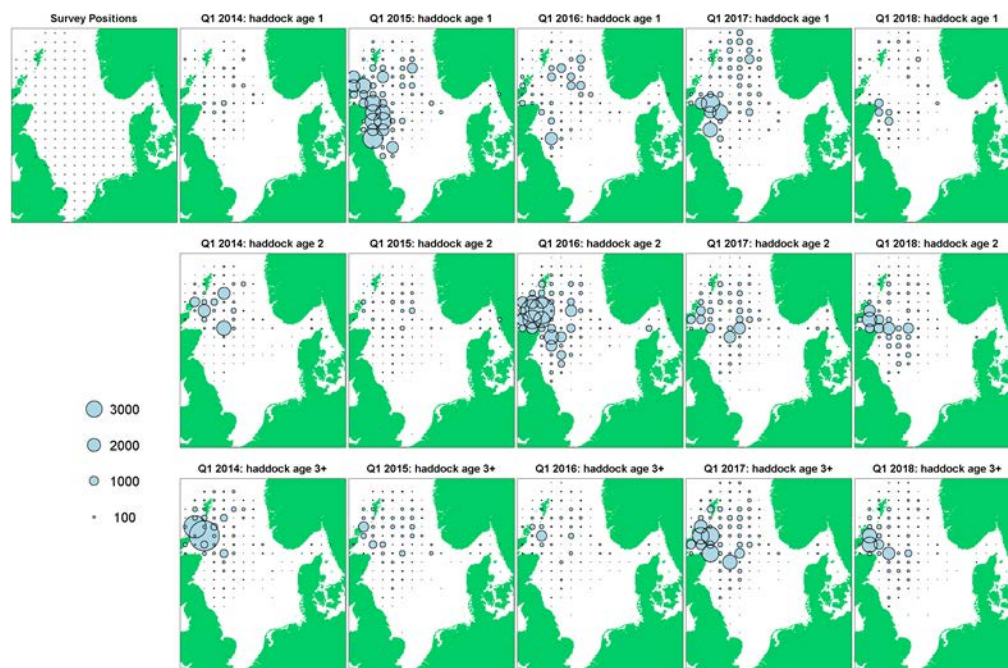 Survey Positions
Q1 2014: haddock age 1
Q1 2015: haddock age 1
Q1 2016: haddock age 1
Q1 2017: haddock age 1
Q1 2018: haddock age 1
Q1 2014: haddock age 2
Q1 2015: haddock age 2
Q1 2016: haddock age 2
Q1 2017: haddock age 2
Q1 2018: haddock age 2
3000
2000
1000
100
Q1 2014: haddock age 3+
Q1 2015: haddock age 3+
Q1 2016: haddock age 3+
Q1 2017: haddock age 3+
Q1 2018: haddock age 3+